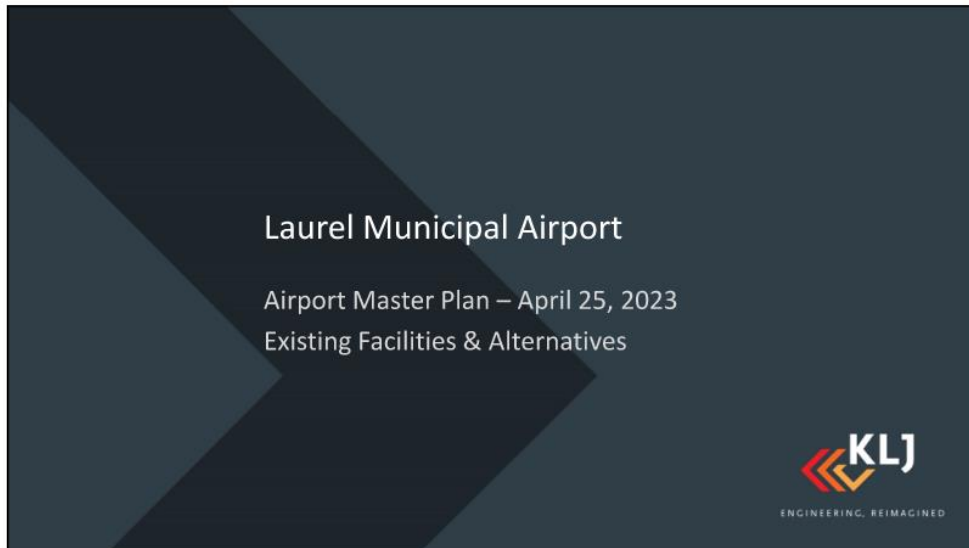 Laurel Municipal Airport
Airport Master Plan – April 25, 2023
Existing Facilities & Alternatives
KLJ
ENGINEERING, REIMAGINED